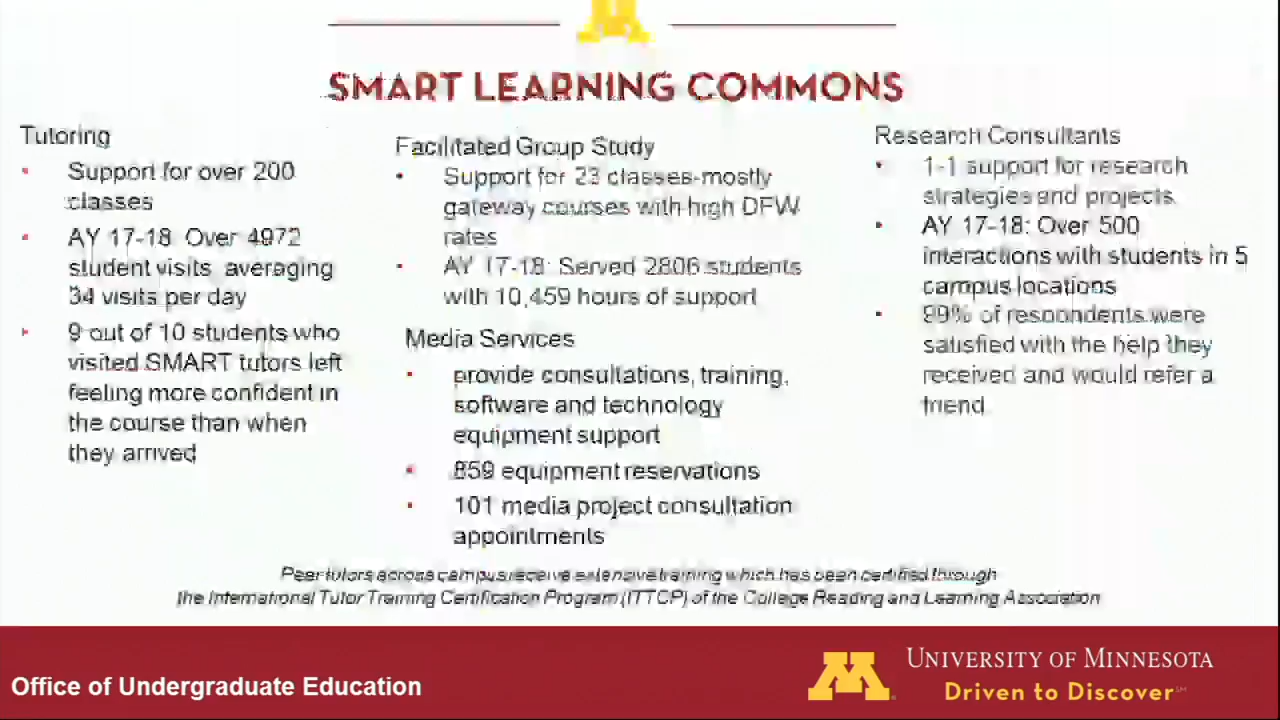 SMART LEARNING COMMONS
Tutoring
• Support for over 200
classes
• AY 17-18: Over 4972
student visits, averaging
34 visits per day
• 9 out of 10 students who
visited SMART tutors left
feeling more confident in
the course than when
they arrived
Facilitated Group Study
• Support for 23 classes-mostly
gateway courses with high DFW
rates
• AY 17-18: Served 2806 students
with 10,459 hours of support
Media Services
• provide consultations, training,
software and technology
equipment support
• 859 equipment reservations
• 101 media project consultation
appointments
Research Consultants
• 1-1 support for research
strategies and projects
• AY 17-18: Over 500
interactions with students in 5
campus locations
• 99% of respondents were
satisfied with the help they
received and would refer a
friend.
Peer tutors across campus receive extensive training which has been certified through
the International Tutor Training Certification Program (ITTCP) of the College Reading and Learning Association
Office of Undergraduate Education
M
UNIVERSITY OF MINNESOTA
Driven to Discover℠